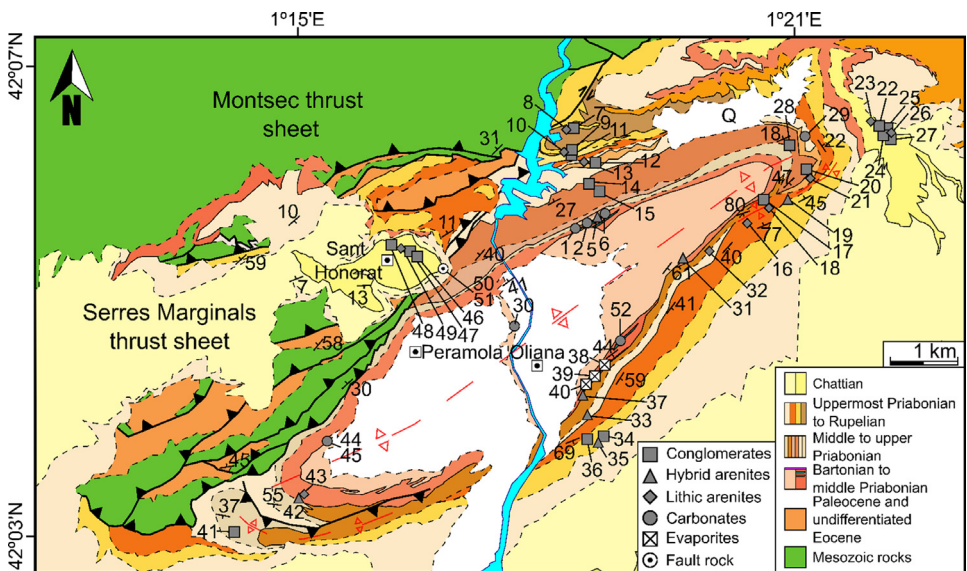 1°15'E
1°21'E
42°07'N
N
Montsec thrust
sheet
Q
8
7
9
10
11
31
12
13
14
15
27
12
5
6
28
18
29
22
23
22
25
26
27
24
47
20
21
45
19
17
18
16
77
80
40
32
31
61
41
10
59
11
Sant
Honorat
7
13
40
50
51
46
47
49
48
41
30
Serres Marginals
thrust sheet
58
30
Peramola
Oliana
52
44
38
39
40
59
37
33
34
35
36
69
1 km
45
44
45
43
42
55
37
41
42°03'N
Conglomerates
Hybrid arenites
Lithic arenites
Carbonates
Evaporites
Fault rock
Chattian
Uppermost Priabonian
to Rupelian
Middle to upper
Priabonian
Bartonian to
middle Priabonian
Paleocene and
undifferentiated
Eocene
Mesozoic rocks